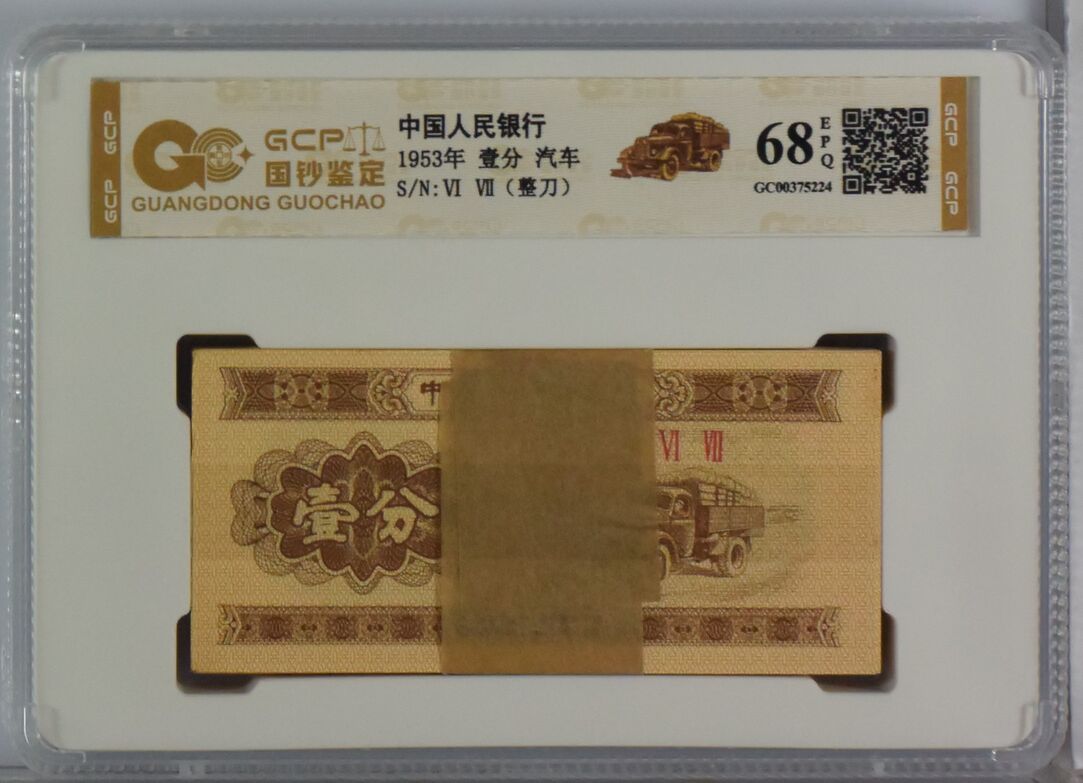 GCP
GCP
GCP
国钞鉴定
GUANGDONG GUOCHAO
中国人民银行
1953年 壹分 汽车
S/N:Ⅵ Ⅶ（整刀）
68
EPQ
GC00375224
GCP
GCP
中
Ⅵ Ⅶ
壹分